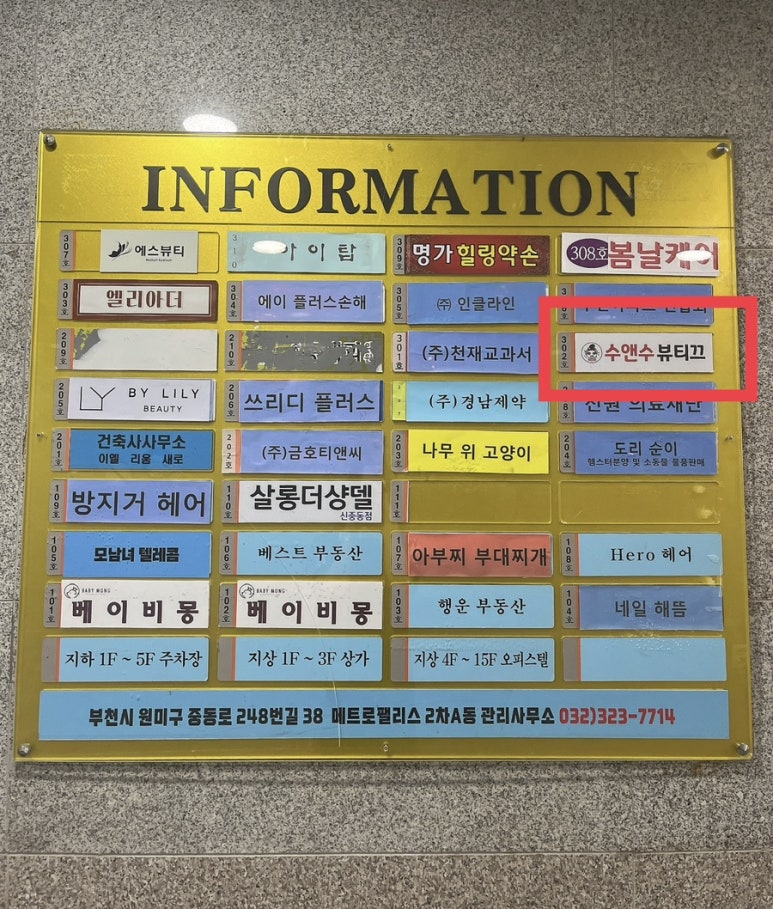 INFORMATION
307호 에스뷰티
310 아이탑
309호 명가힐링약손
308호 봄날케어
303호 엘리아더
304호 에이 플러스손해
305호 ㈜ 인클라인
209호
210호
301호 (주)천재교과서
302호 수앤수뷰티끄
205호 LY BY LILY
BEAUTY
206호 쓰리디 플러스
(주)경남제약
신원 의료재단
201호 건축사사무소
이엘 리옹 새로
202호 (주)금호티앤씨
203호 나무 위 고양이
204호 도리 순이
햄스터분양 및 소동물 물품판매
109호 방지거 헤어
110호 살롱더샹델
신중동점
111호
105호 모남녀 텔레콤
106호 베스트 부동산
107호 아부찌 부대찌개
108호 Hero 헤어
101호 BABY MONG
베이비몽
102호 BABY MONG
베이비몽
103호 행운 부동산
104호 네일 해뜸
지하 1F ~ 5F 주차장
지상 1F ~ 3F 상가
지상 4F ~ 15F 오피스텔
부천시 원미구 중동로 248번길 38 메트로팰리스 2차A동 관리사무소 032)323-7714